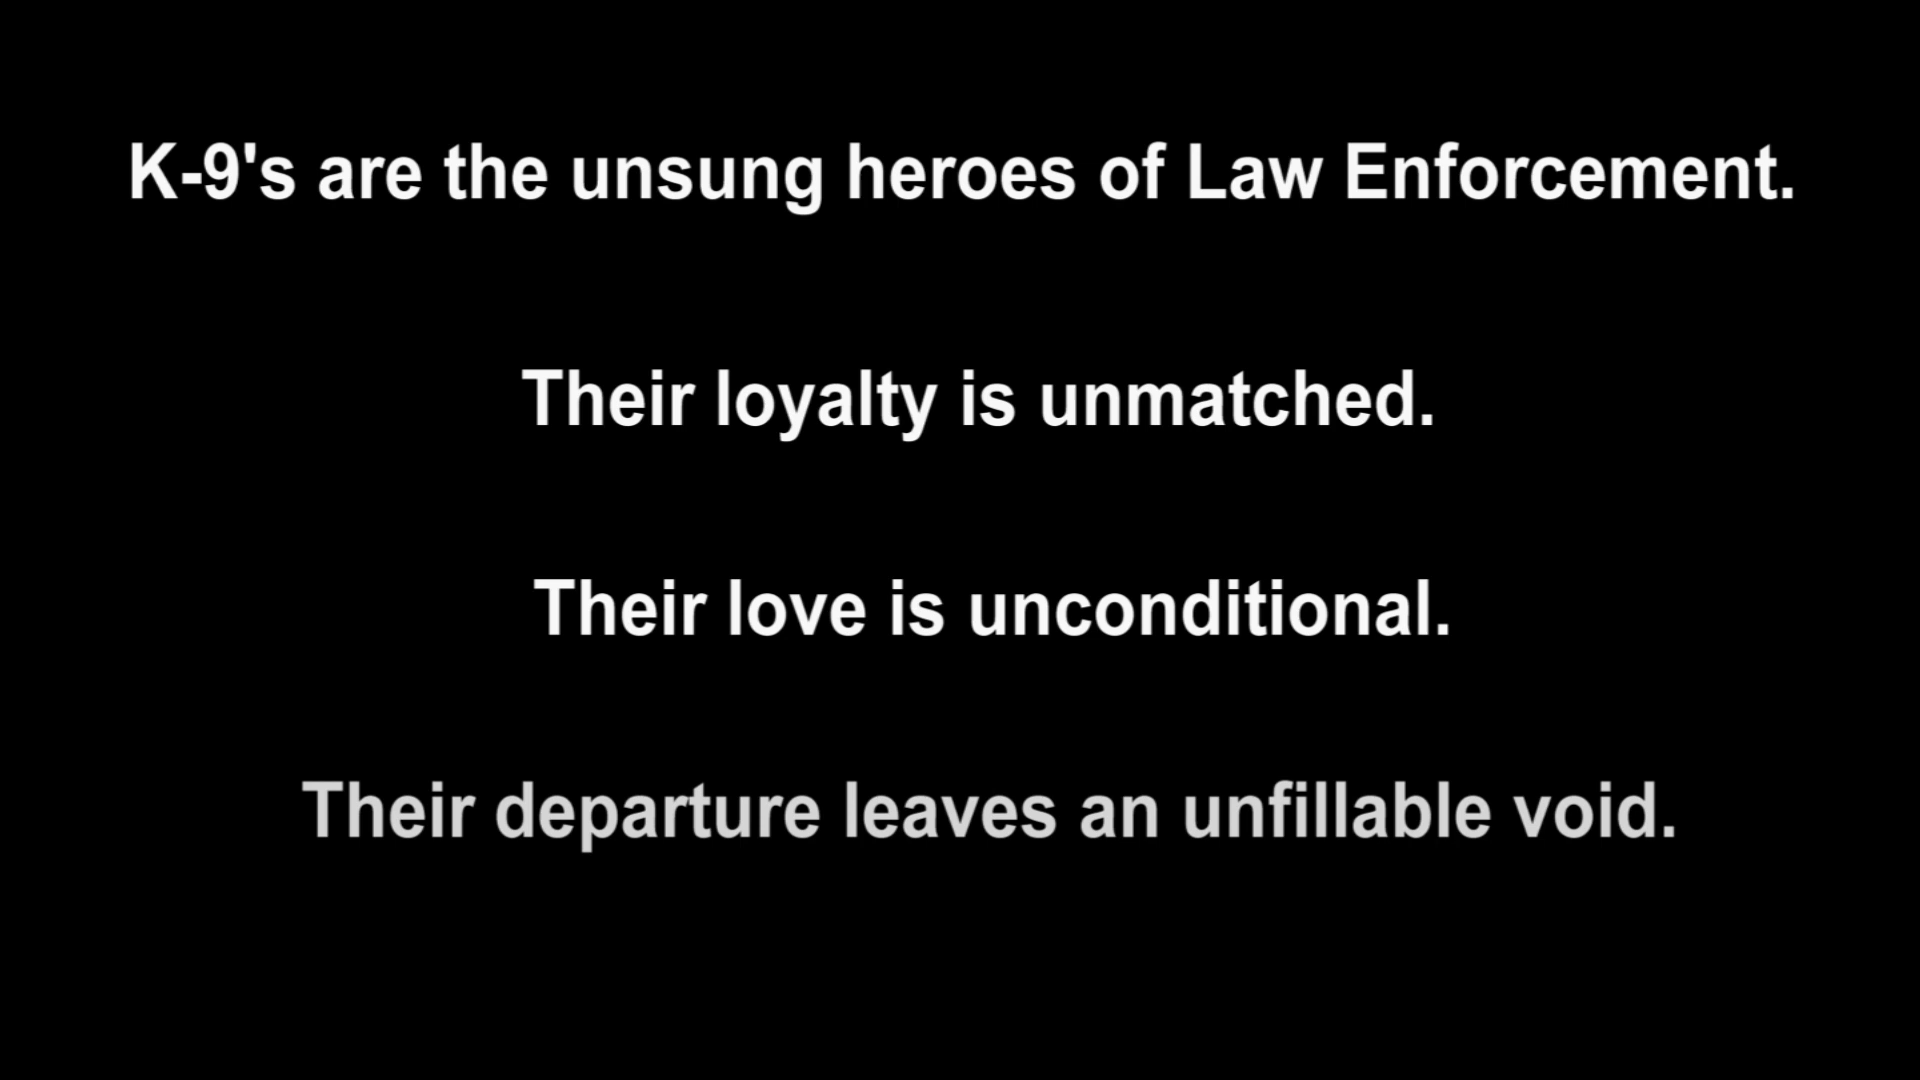 K-9's are the unsung heroes of Law Enforcement.
Their loyalty is unmatched.
Their love is unconditional.
Their departure leaves an unfillable void.